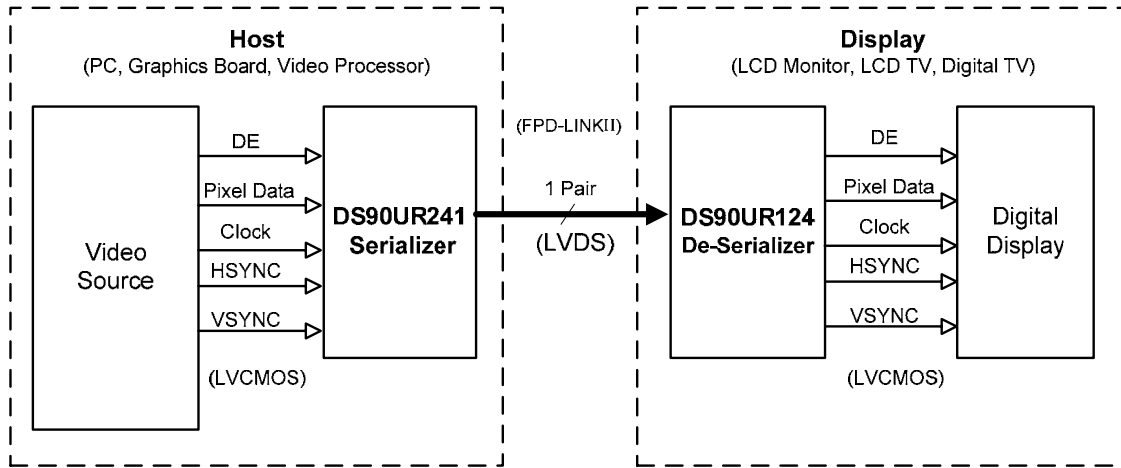 Host
(PC, Graphics Board, Video Processor)
Video
Source
DE
Pixel Data
Clock
HSYNC
VSYNC
(LVCMOS)
DS90UR241
Serializer
(FPD-LINKII)
1 Pair
(LVDS)
Display
(LCD Monitor, LCD TV, Digital TV)
DS90UR124
De-Serializer
DE
Pixel Data
Clock
HSYNC
VSYNC
(LVCMOS)
Digital
Display